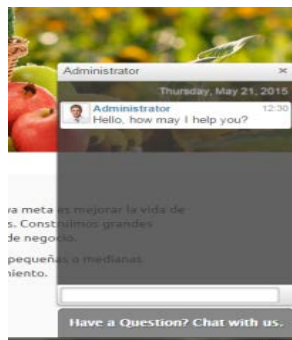 Administrator ×
Thursday, May 21, 2015
Administrator 12:30
Hello, how may I help you?
va meta es mejorar la vida de
s. Construimos grandes
de negocio.
pequeñas o medianas
miento.
Have a Question? Chat with us.